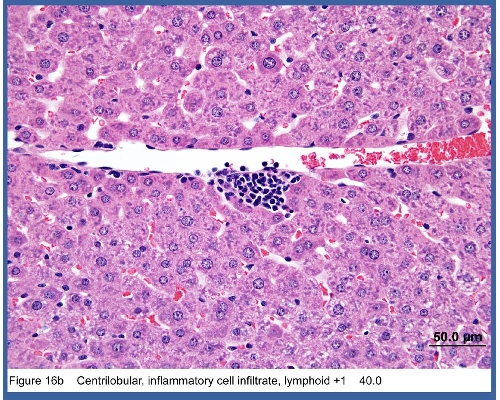 50.0 µm
Figure 16b Centrilobular, inflammatory cell infiltrate, lymphoid +1 40.0